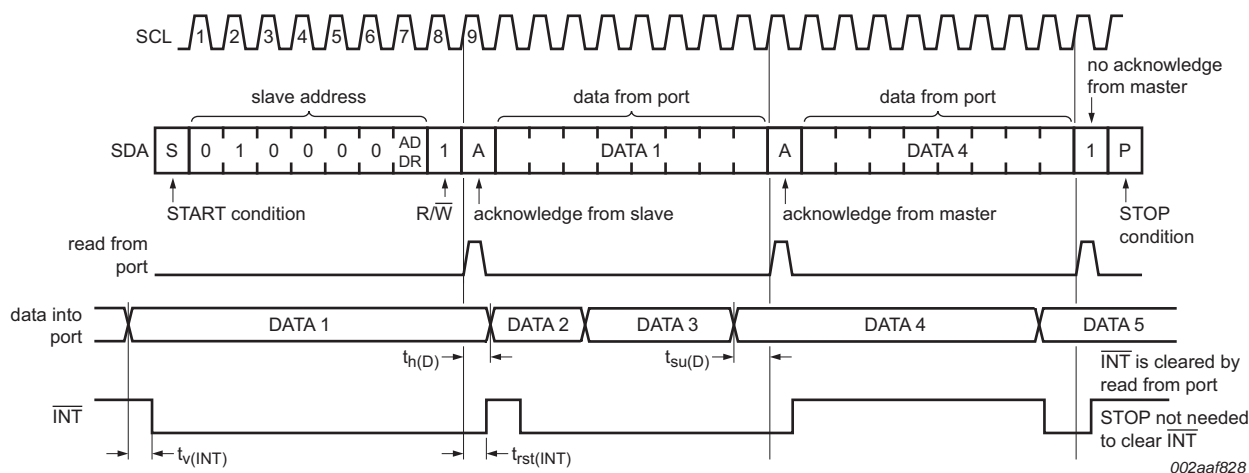 SCL 1 2 3 4 5 6 7 8 9
no acknowledge
from master
slave address
data from port
data from port
SDA S 0 1 0 0 0 0 AD
DR 1 A DATA 1 A DATA 4 1 P
START condition
R/W̅
acknowledge from slave
acknowledge from master
STOP
condition
read from
port
data into
port
DATA 1 DATA 2 DATA 3 DATA 4 DATA 5
th(D)
tsu(D)
I̅N̅T̅ is cleared by
read from port
I̅N̅T̅
STOP not needed
to clear I̅N̅T̅
tv(INT)
trst(INT)
002aaf828